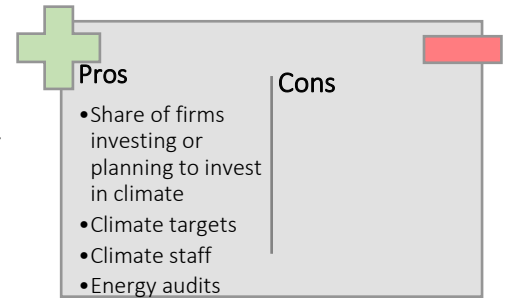 Pros
•Share of firms
investing or
planning to invest
in climate
•Climate targets
•Climate staff
•Energy audits
Cons